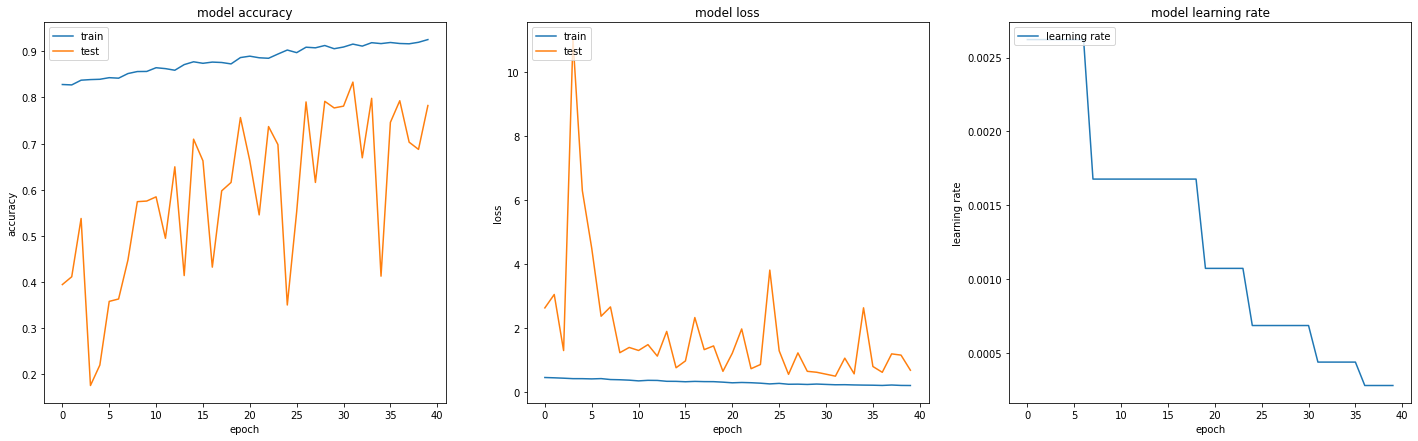 model accuracy
train
test
accuracy
0.9
0.8
0.7
0.6
0.5
0.4
0.3
0.2
0 5 10 15 20 25 30 35 40
epoch
model loss
train
test
loss
10
8
6
4
2
0
0 5 10 15 20 25 30 35 40
epoch
model learning rate
learning rate
learning rate
0.0025
0.0020
0.0015
0.0010
0.0005
0 5 10 15 20 25 30 35 40
epoch